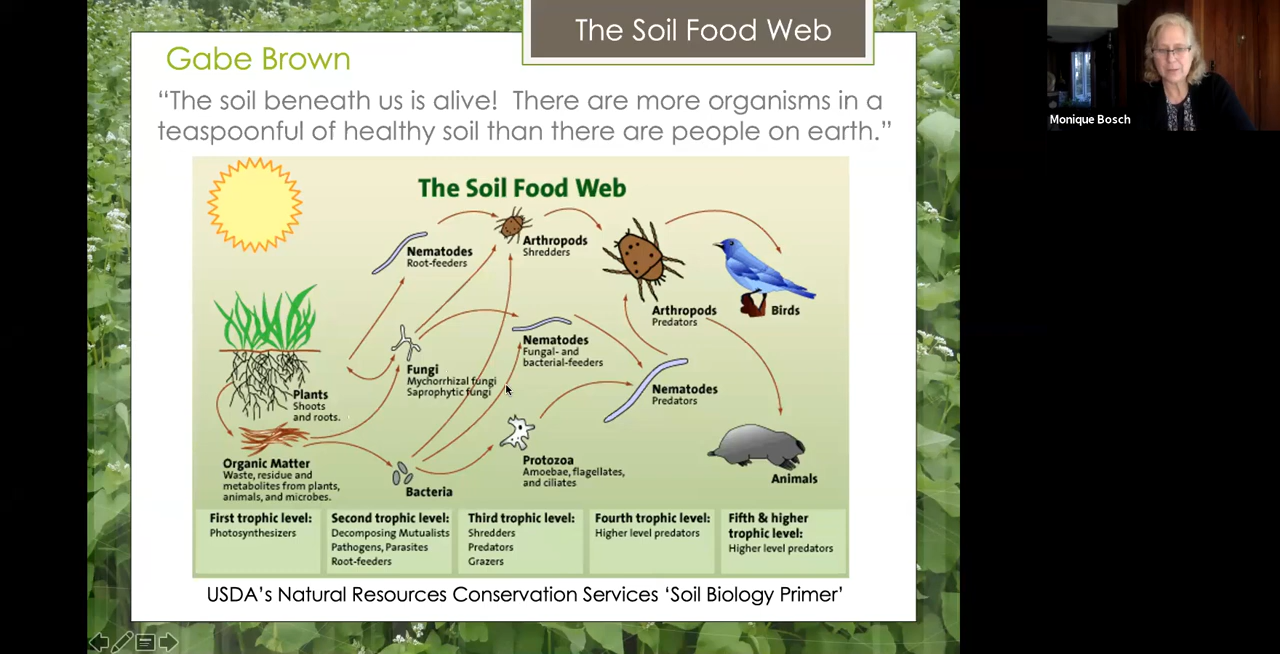 The Soil Food Web
Gabe Brown
“The soil beneath us is alive!  There are more organisms in a
teaspoonful of healthy soil than there are people on earth.”
Monique Bosch
The Soil Food Web
Nematodes
Root-feeders
Arthropods
Shredders
Arthropods
Predators
Birds
Nematodes
Fungal- and
bacterial-feeders
Fungi
Mychorrhizal fungi
Saprophytic fungi
Nematodes
Predators
Plants
Shoots
and roots.
Organic Matter
Waste, residue and
metabolites from plants,
animals, and microbes.
Bacteria
Protozoa
Amoebae, flagellates,
and ciliates
Animals
First trophic level:
Photosynthesizers
Second trophic level:
Decomposing Mutualists
Pathogens, Parasites
Root-feeders
Third trophic level:
Shredders
Predators
Grazers
Fourth trophic level:
Higher level predators
Fifth & higher
trophic level:
Higher level predators
USDA’s Natural Resources Conservation Services ‘Soil Biology Primer’